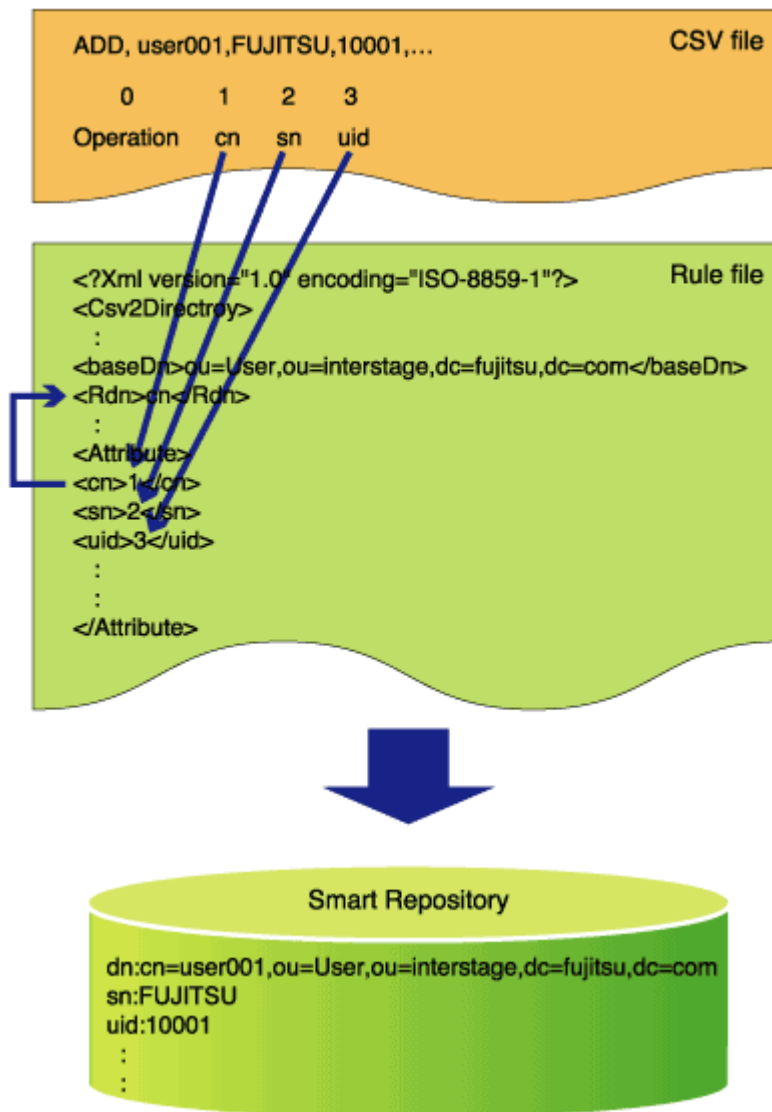 ADD, user001,FUJITSU,10001,... CSV file
0 1 2 3
Operation cn sn uid
<?Xml version="1.0" encoding="ISO-8859-1"?> Rule file
<Csv2Directroy>
:
<baseDn>ou=User,ou=interstage,dc=fujitsu,dc=com</baseDn>
<Rdn>cn</Rdn>
:
<Attribute>
<cn>1</cn>
<sn>2</sn>
<uid>3</uid>
:
:
</Attribute>
Smart Repository
dn:cn=user001,ou=User,ou=interstage,dc=fujitsu,dc=com
sn:FUJITSU
uid:10001
:
: